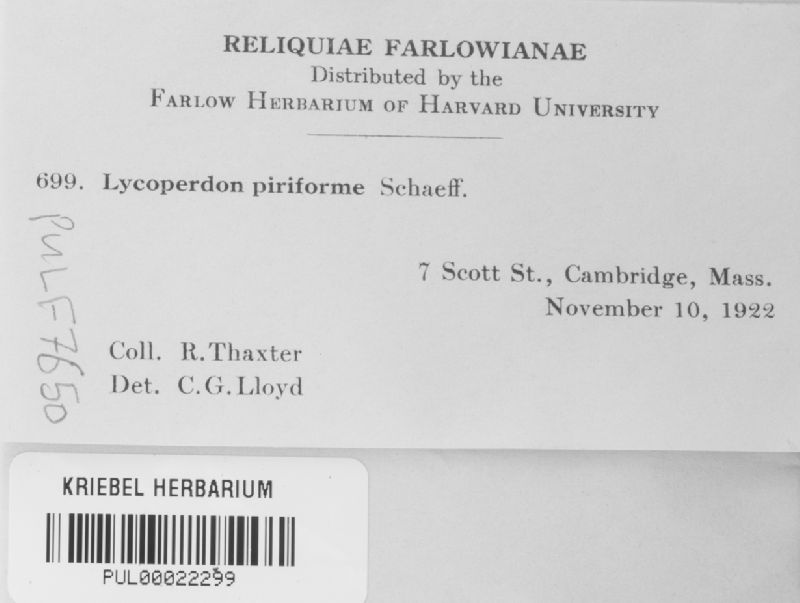 RELIQUIAE FARLOWIANAE
Distributed by the
FARLOW HERBARIUM OF HARVARD UNIVERSITY
699. Lycoperdon piriforme Schaeff.
7 Scott St., Cambridge, Mass.
November 10, 1922
Coll. R. Thaxter
Det. C. G. Lloyd
PUL F7650
KRIEBEL HERBARIUM
PUL00022299